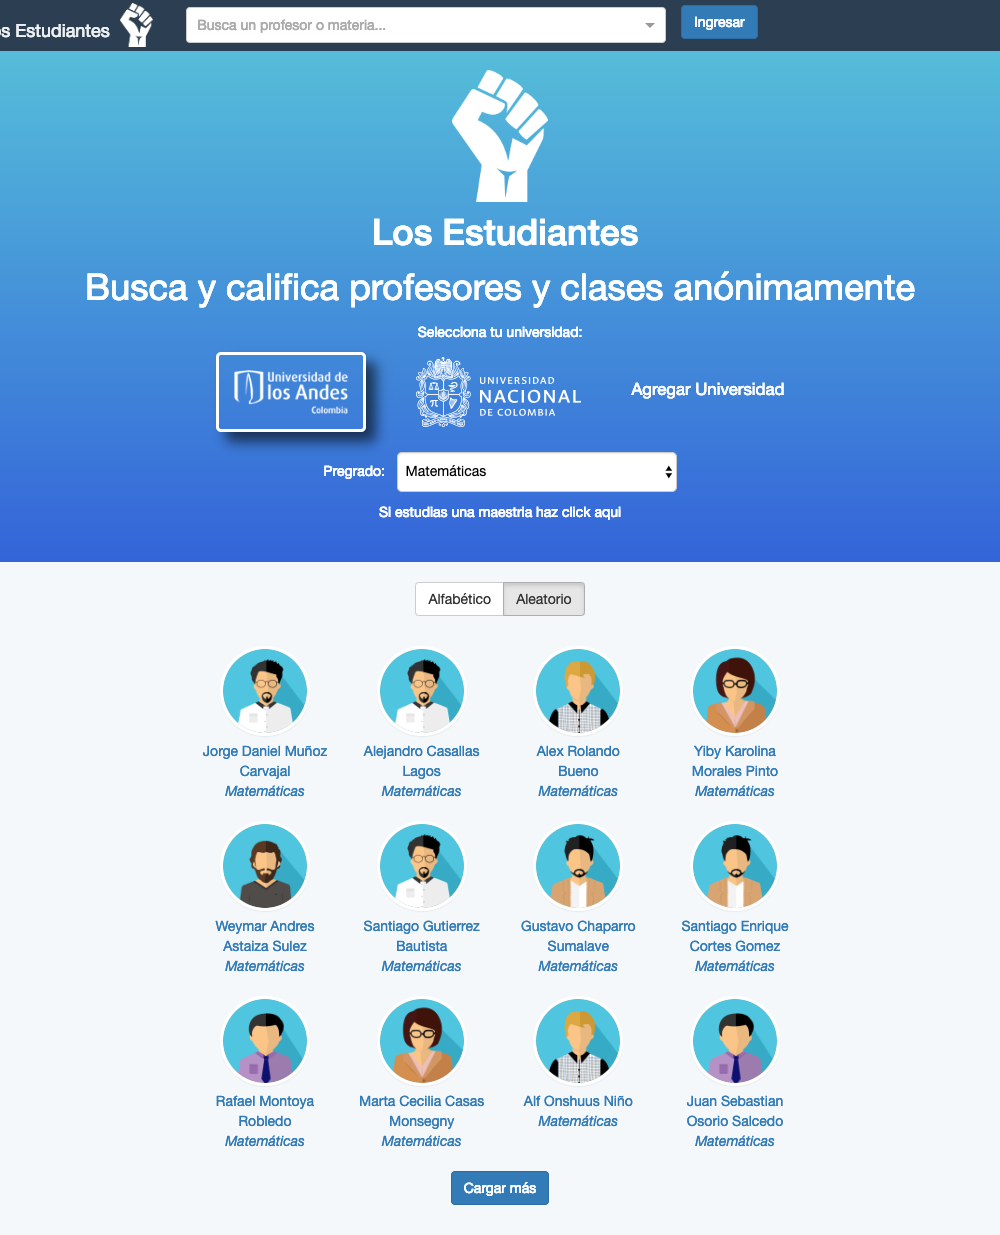 s Estudiantes
Busca un profesor o materia...
Ingresar
Los Estudiantes
Busca y califica profesores y clases anónimamente
Selecciona tu universidad:
Universidad de
los Andes
Colombia
UNIVERSIDAD
NACIONAL
DE COLOMBIA
Agregar Universidad
Pregrado:
Matemáticas
Si estudias una maestria haz click aqui
Alfabético
Aleatorio
Jorge Daniel Muñoz
Carvajal
Matemáticas
Alejandro Casallas
Lagos
Matemáticas
Alex Rolando
Bueno
Matemáticas
Yiby Karolina
Morales Pinto
Matemáticas
Weymar Andres
Astaiza Sulez
Matemáticas
Santiago Gutierrez
Bautista
Matemáticas
Gustavo Chaparro
Sumalave
Matemáticas
Santiago Enrique
Cortes Gomez
Matemáticas
Rafael Montoya
Robledo
Matemáticas
Marta Cecilia Casas
Monsegny
Matemáticas
Alf Onshuus Niño
Matemáticas
Juan Sebastian
Osorio Salcedo
Matemáticas
Cargar más